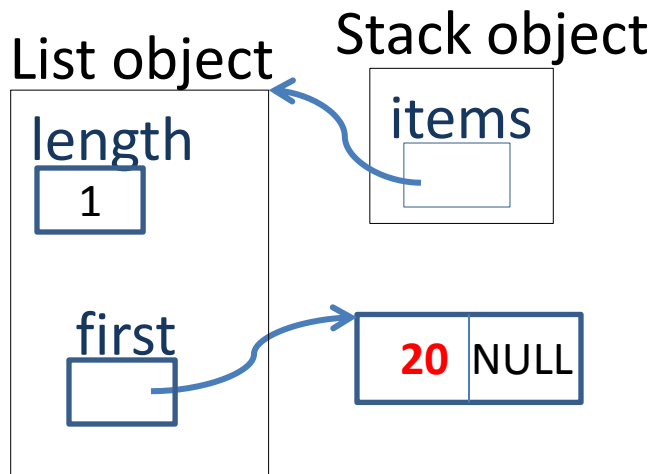 List object
Stack object
length
1
items
first
20 NULL